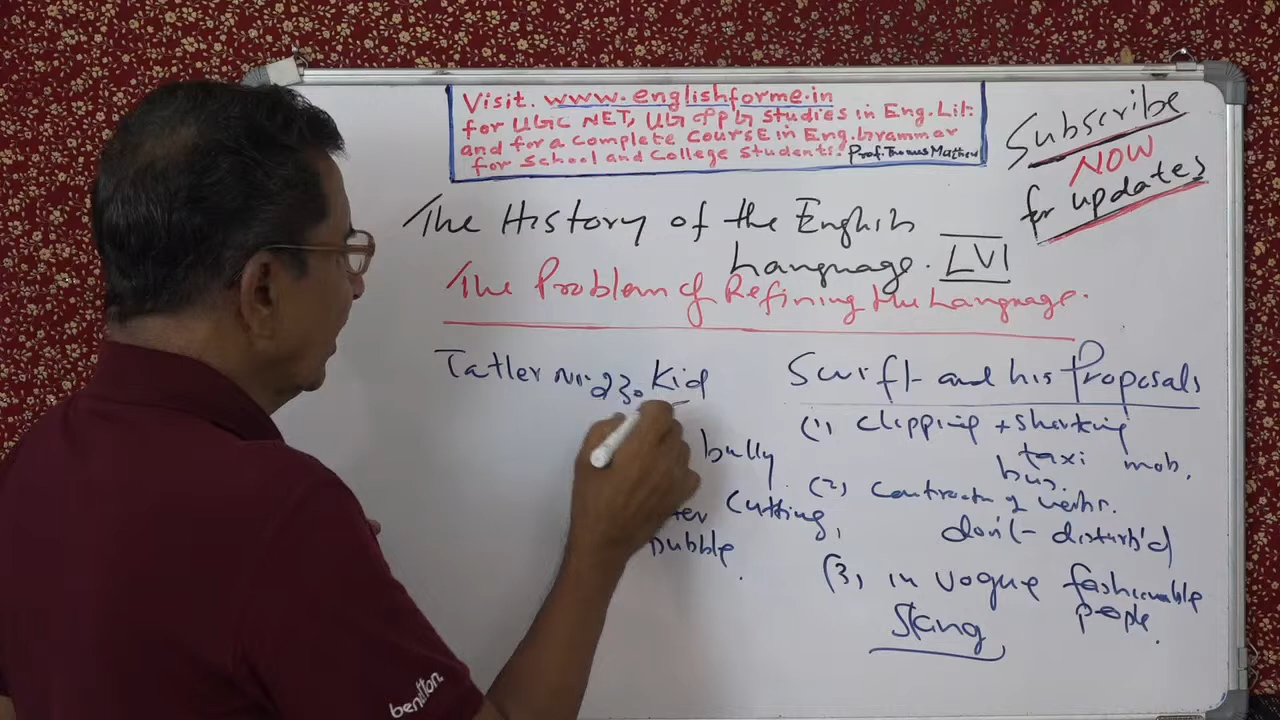 Visit. www.englishforme.in
for UGC NET, UG & PG Studies in Eng. Lit:
and for a Complete Course in Eng. Grammar
for School and College Students. Prof. Thomas Mathew
Subscribe
NOW
for updates
The History of the English
Language. LVI
The Problem of Refining the Language.
Tatler Nr. 230. Kid
bully
Cutting,
bubble.
Swift and his Proposals
(1) clipping + shortening
taxi mob.
bus.
(2) contracting verbs.
don't - disturb'd
(3) in vogue fashionable
people.
Slang
benetton